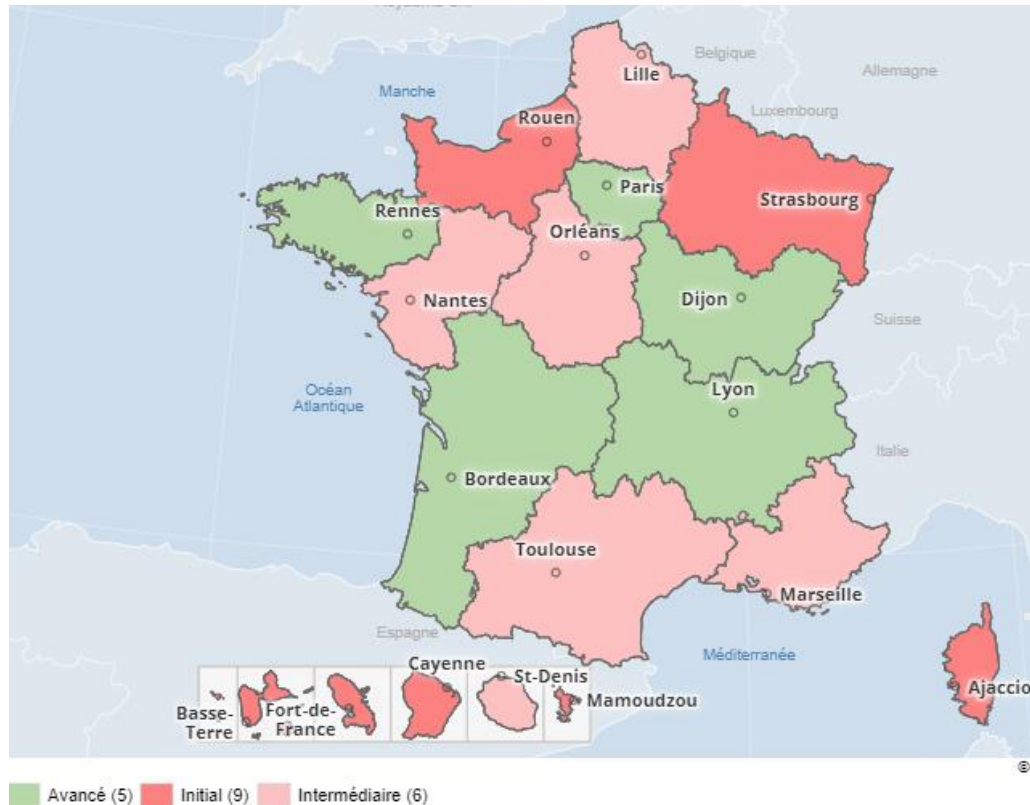 Manche
Belgique
Allemagne
Luxembourg
Lille
Rouen
Paris
Strasbourg
Rennes
Orléans
Nantes
Dijon
Suisse
Océan
Atlantique
Lyon
Italie
Bordeaux
Toulouse
Marseille
Espagne
Méditerranée
Cayenne
St-Denis
Mamoudzou
Ajaccio
Basse-
Terre
Fort-de-
France
©
Avancé (5) Initial (9) Intermédiaire (6)